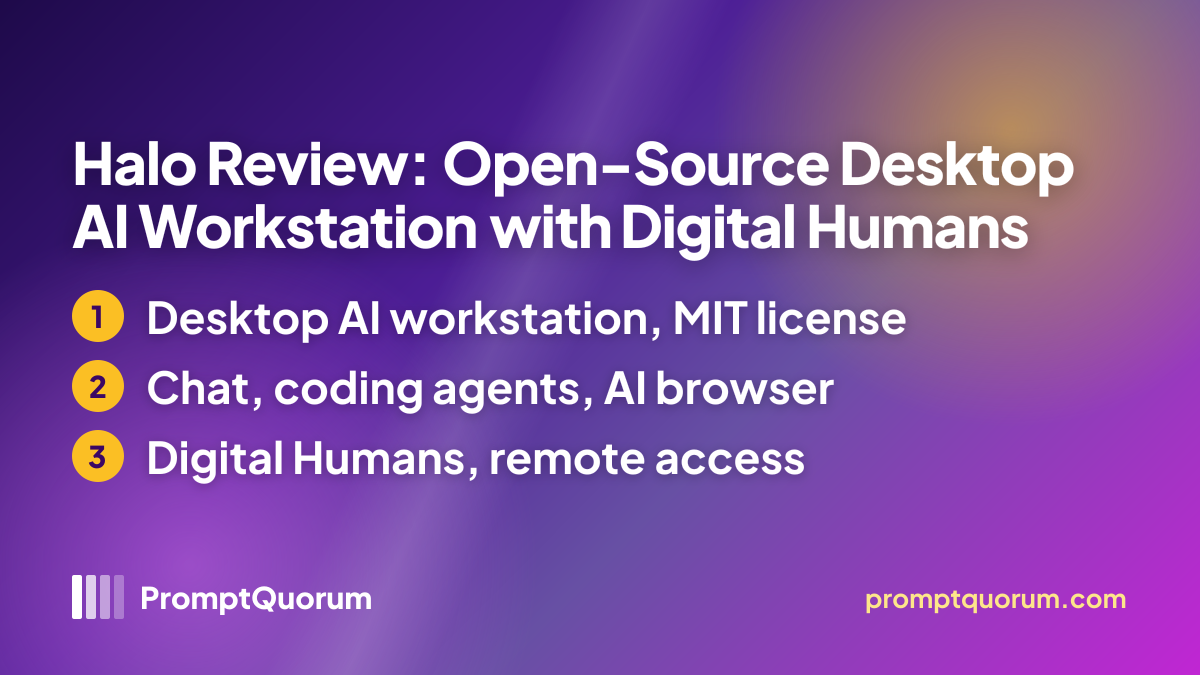 Halo Review: Open-Source Desktop
AI Workstation with Digital Humans
1 Desktop AI workstation, MIT license
2 Chat, coding agents, AI browser
3 Digital Humans, remote access
PromptQuorum
promptquorum.com